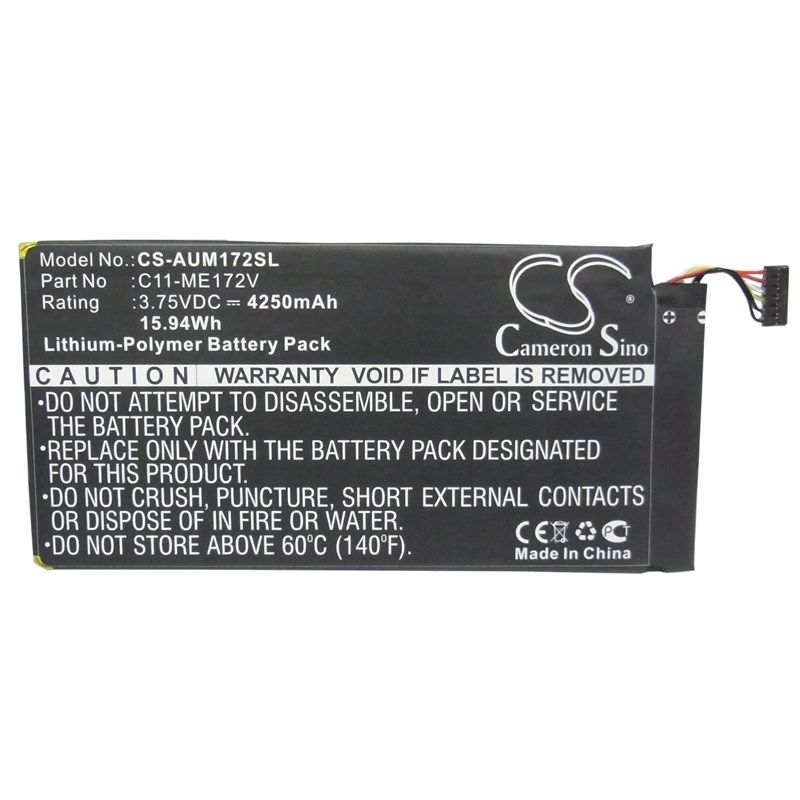 Model No.: CS-AUM172SL
Part No : C11-ME172V
Rating : 3.75VDC ⎓ 4250mAh
15.94Wh
Lithium-Polymer Battery Pack
CS
Cameron Sino
CAUTION WARRANTY VOID IF LABEL IS REMOVED
•DO NOT ATTEMPT TO DISASSEMBLE, OPEN OR SERVICE
THE BATTERY PACK.
•REPLACE ONLY WITH THE BATTERY PACK DESIGNATED
FOR THIS PRODUCT.
•DO NOT CRUSH, PUNCTURE, SHORT EXTERNAL CONTACTS
OR DISPOSE OF IN FIRE OR WATER.
•DO NOT STORE ABOVE 60°C (140°F).
CE
Made In China